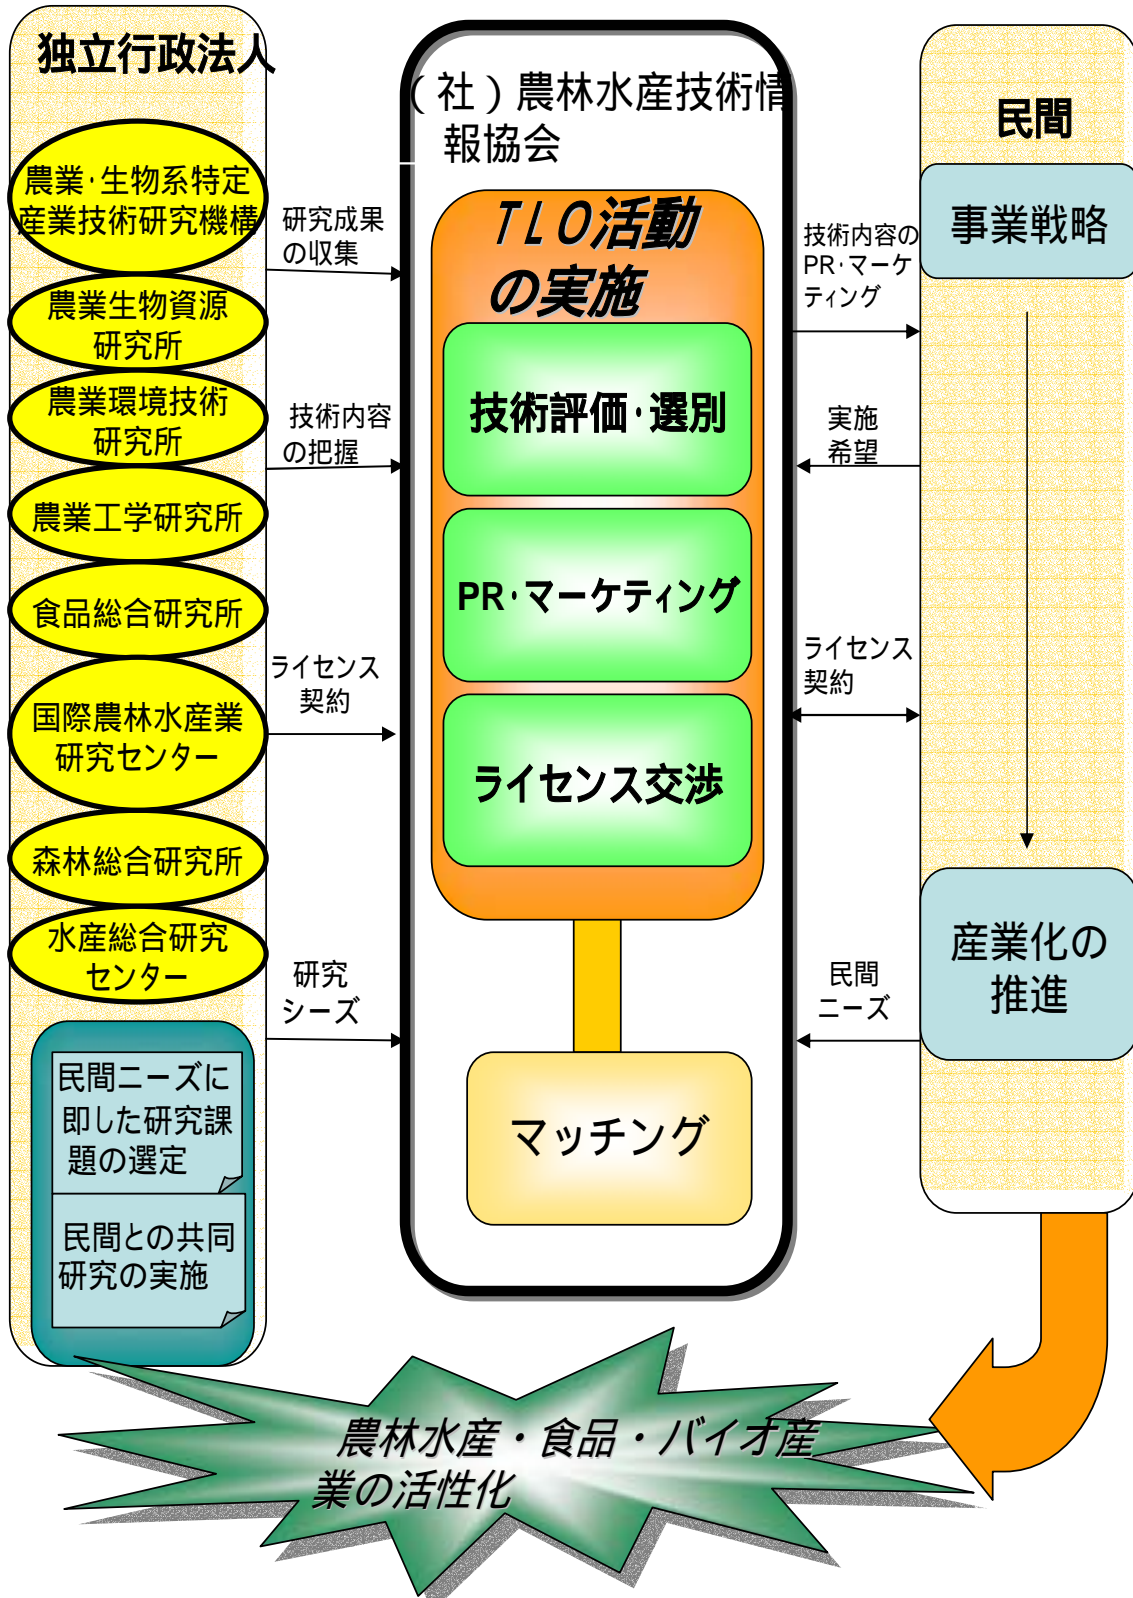 独立行政法人
農業・生物系特定
産業技術研究機構
農業生物資源
研究所
農業環境技術
研究所
農業工学研究所
食品総合研究所
国際農林水産業
研究センター
森林総合研究所
水産総合研究
センター
民間ニーズに
即した研究課
題の選定
民間との共同
研究の実施
研究成果
の収集
技術内容
の把握
ライセンス
契約
研究
シーズ
（社）農林水産技術情
報協会
TLO活動
の実施
技術評価・選別
PR・マーケティング
ライセンス交渉
マッチング
技術内容の
PR・マーケ
ティング
実施
希望
ライセンス
契約
民間
ニーズ
民間
事業戦略
産業化の
推進
農林水産・食品・バイオ産
業の活性化